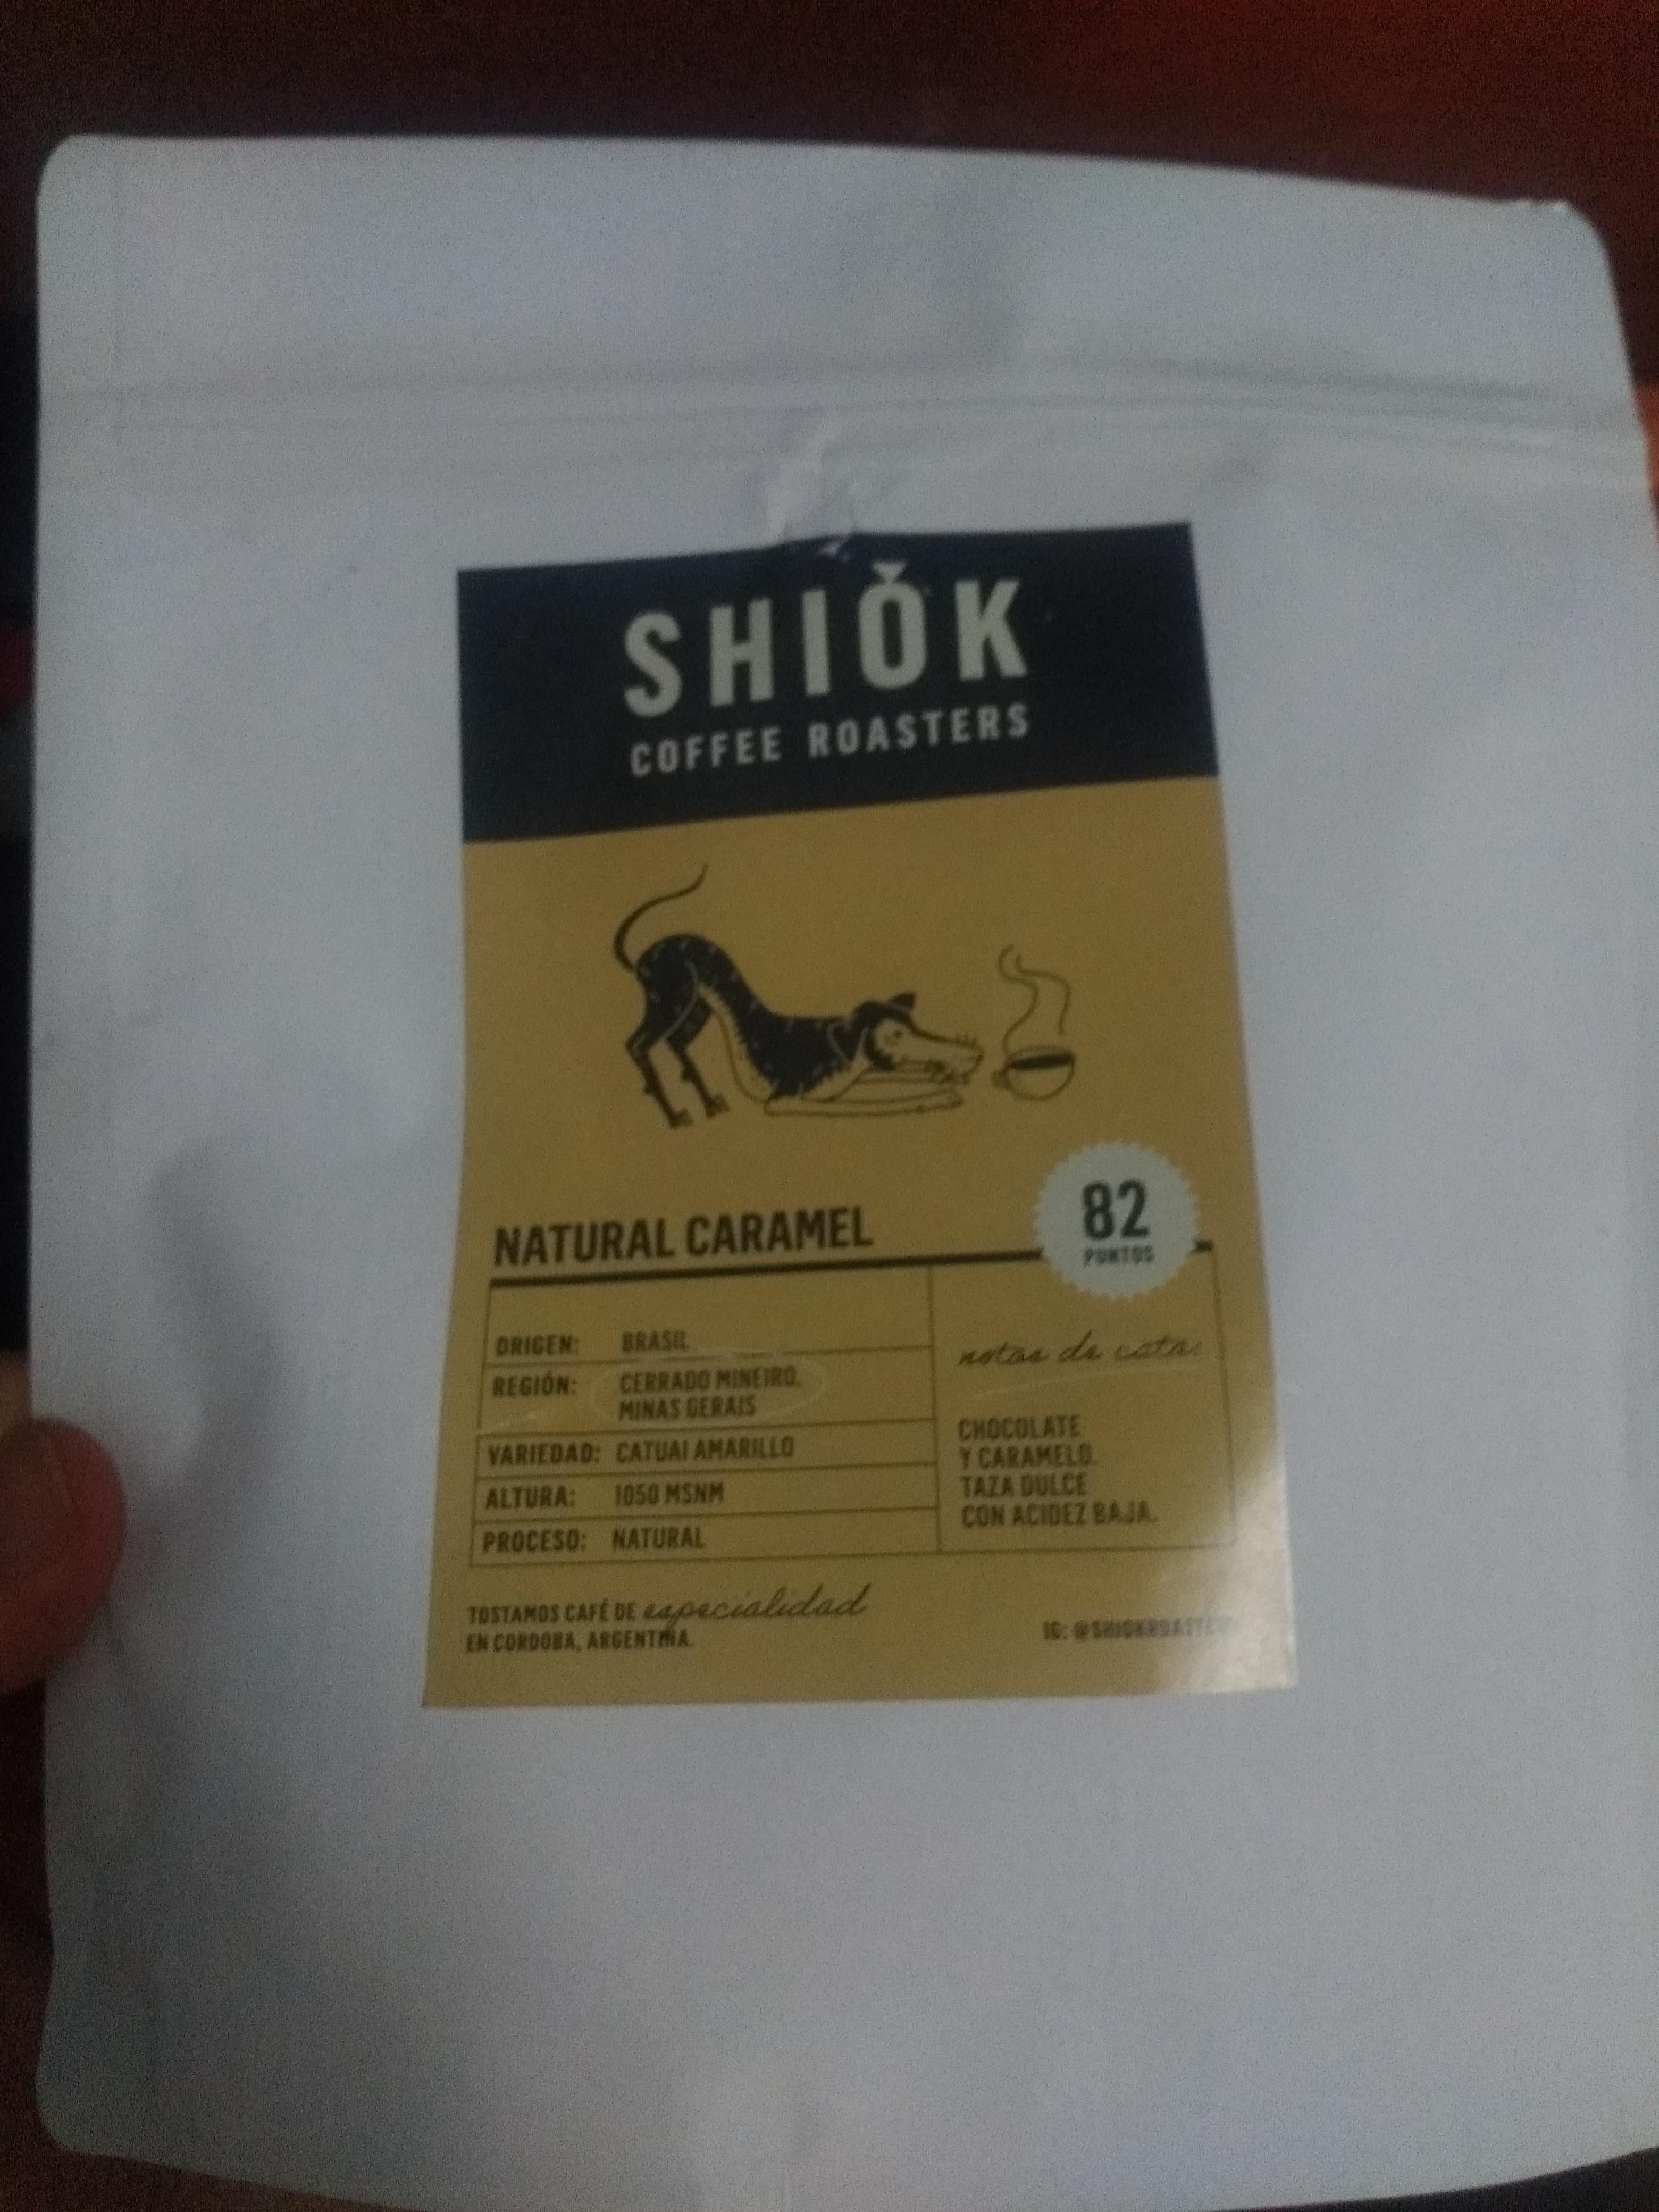 SHIǑK
COFFEE ROASTERS
NATURAL CARAMEL
82
PUNTOS
ORIGEN: BRASIL
REGIÓN: CERRADO MINEIRO,
MINAS GERAIS
VARIEDAD: CATUAI AMARILLO
ALTURA: 1050 MSNM
PROCESO: NATURAL
notas de cata:
CHOCOLATE
Y CARAMELO.
TAZA DULCE
CON ACIDEZ BAJA.
TOSTAMOS CAFÉ DE especialidad
EN CORDOBA, ARGENTINA.
IG: